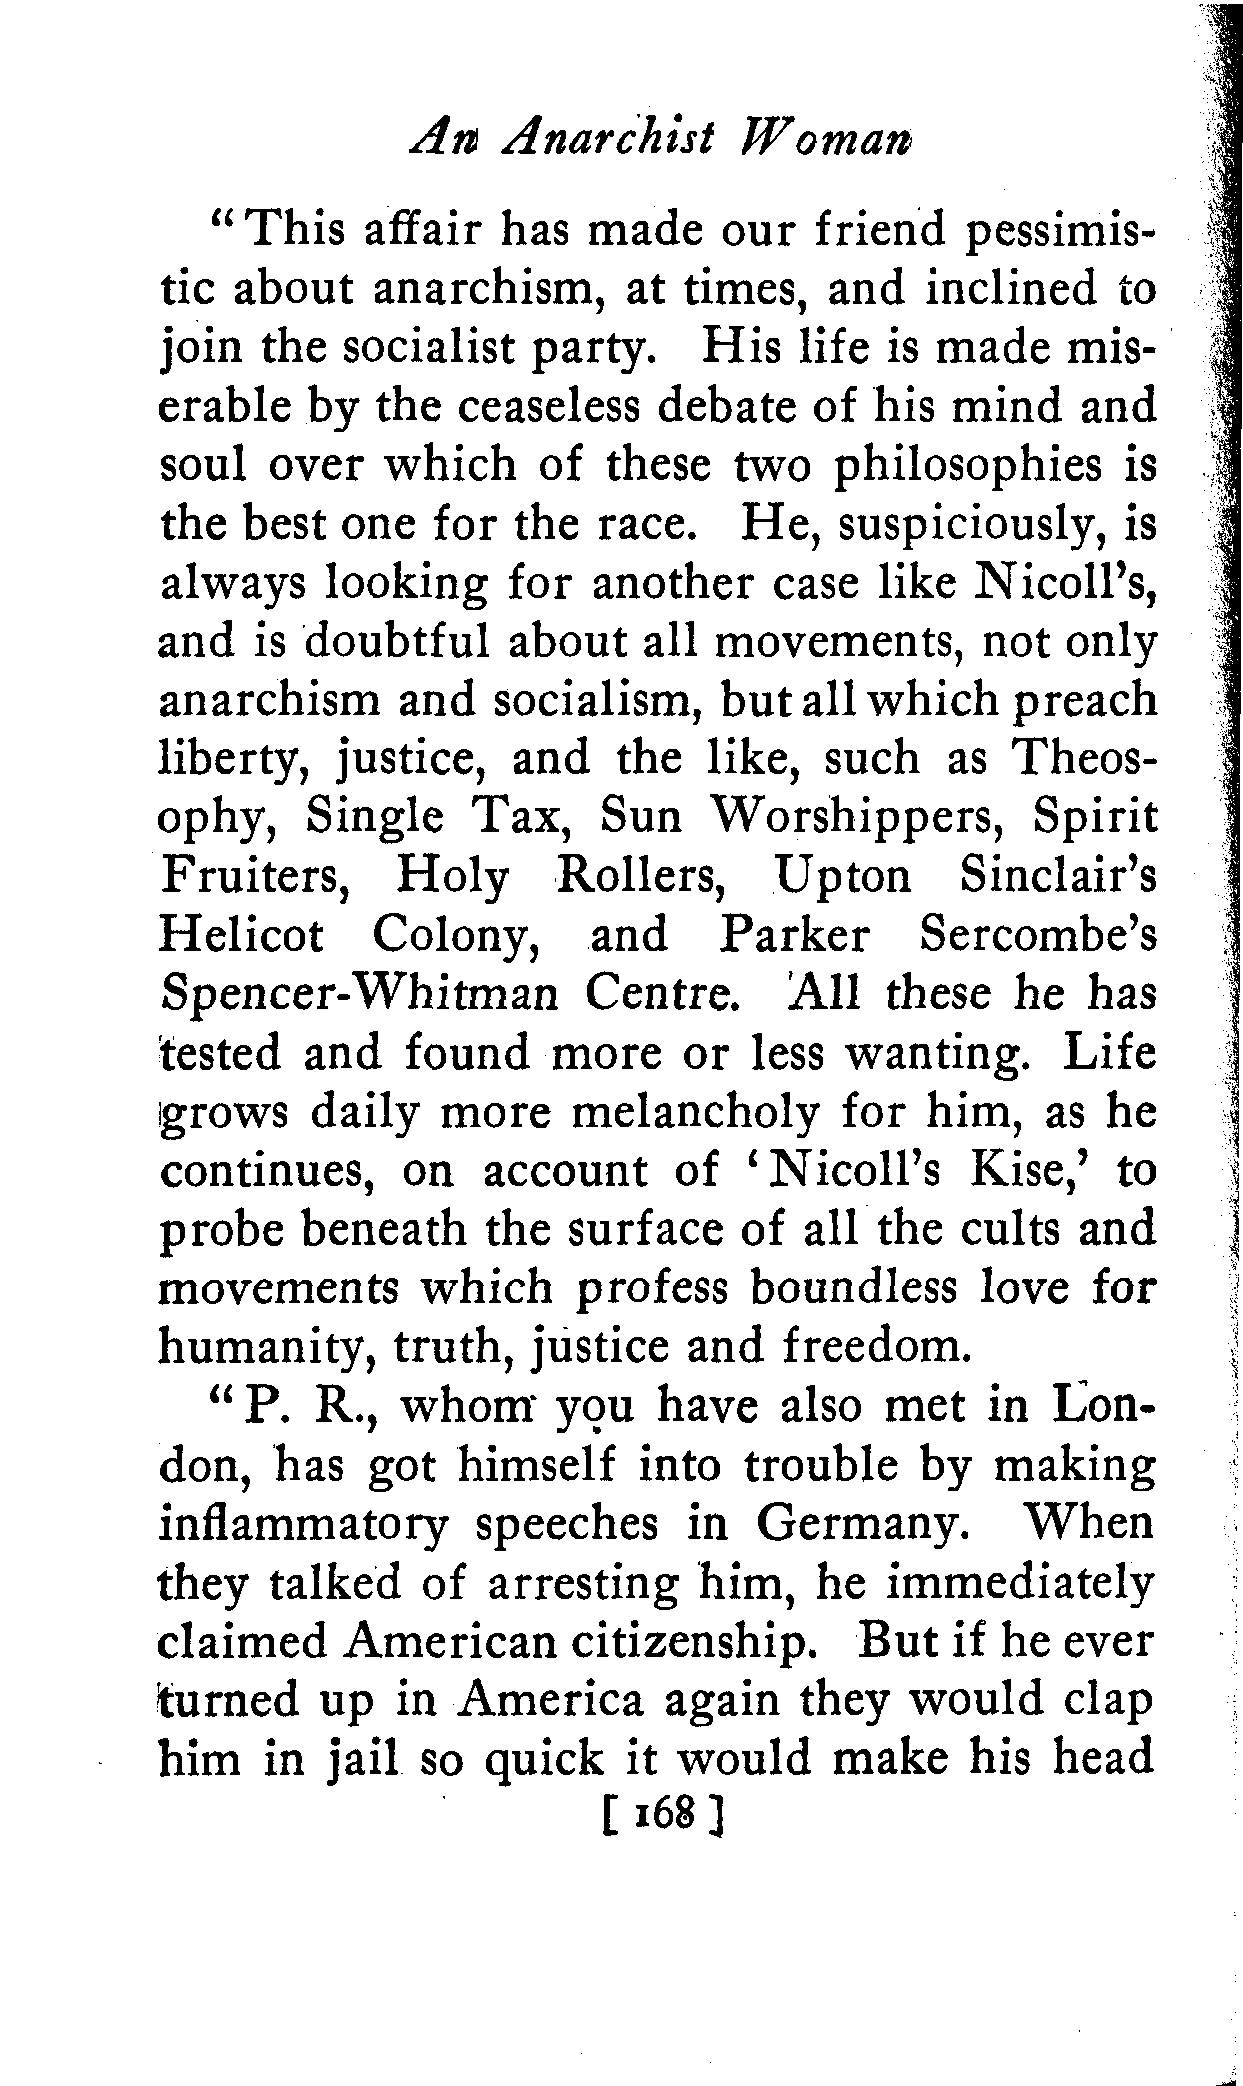 An Anarchist Woman
"This affair has made our friend pessimis-
tic about anarchism, at times, and inclined to
join the socialist party. His life is made mis-
erable by the ceaseless debate of his mind and
soul over which of these two philosophies is
the best one for the race. He, suspiciously, is
always looking for another case like Nicoll's,
and is doubtful about all movements, not only
anarchism and socialism, but all which preach
liberty, justice, and the like, such as Theos-
ophy, Single Tax, Sun Worshippers, Spirit
Fruiters, Holy Rollers, Upton Sinclair's
Helicot Colony, and Parker Sercombe's
Spencer-Whitman Centre. All these he has
tested and found more or less wanting. Life
grows daily more melancholy for him, as he
continues, on account of 'Nicoll's Kise,' to
probe beneath the surface of all the cults and
movements which profess boundless love for
humanity, truth, justice and freedom.
"P. R., whom you have also met in Lon-
don, has got himself into trouble by making
inflammatory speeches in Germany. When
they talked of arresting him, he immediately
claimed American citizenship. But if he ever
turned up in America again they would clap
him in jail so quick it would make his head
[ 168 ]